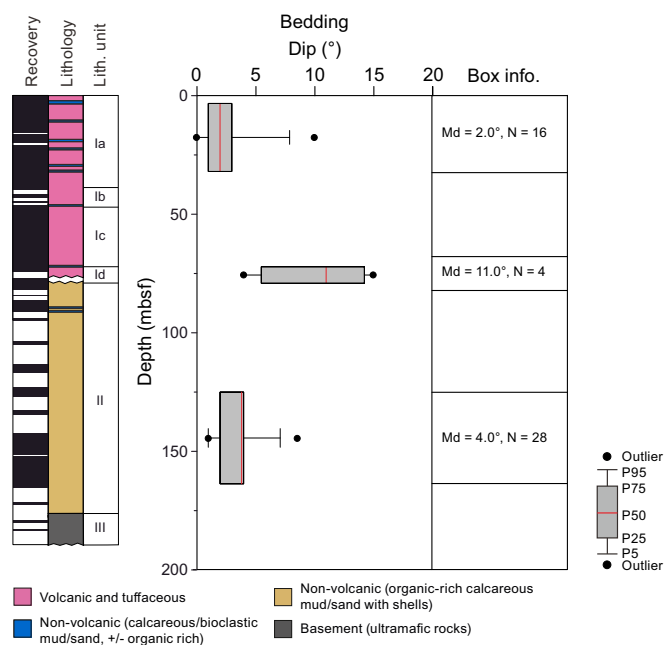 Recovery
Lithology
Lith. unit
Bedding
Dip (°)
0 5 10 15 20
Box info.
Depth (mbsf)
0
50
100
150
200
Ia
Ib
Ic
Id
II
III
Md = 2.0°, N = 16
Md = 11.0°, N = 4
Md = 4.0°, N = 28
Outlier
P95
P75
P50
P25
P5
Outlier
Volcanic and tuffaceous
Non-volcanic (calcareous/bioclastic
mud/sand, +/- organic rich)
Non-volcanic (organic-rich calcareous
mud/sand with shells)
Basement (ultramafic rocks)